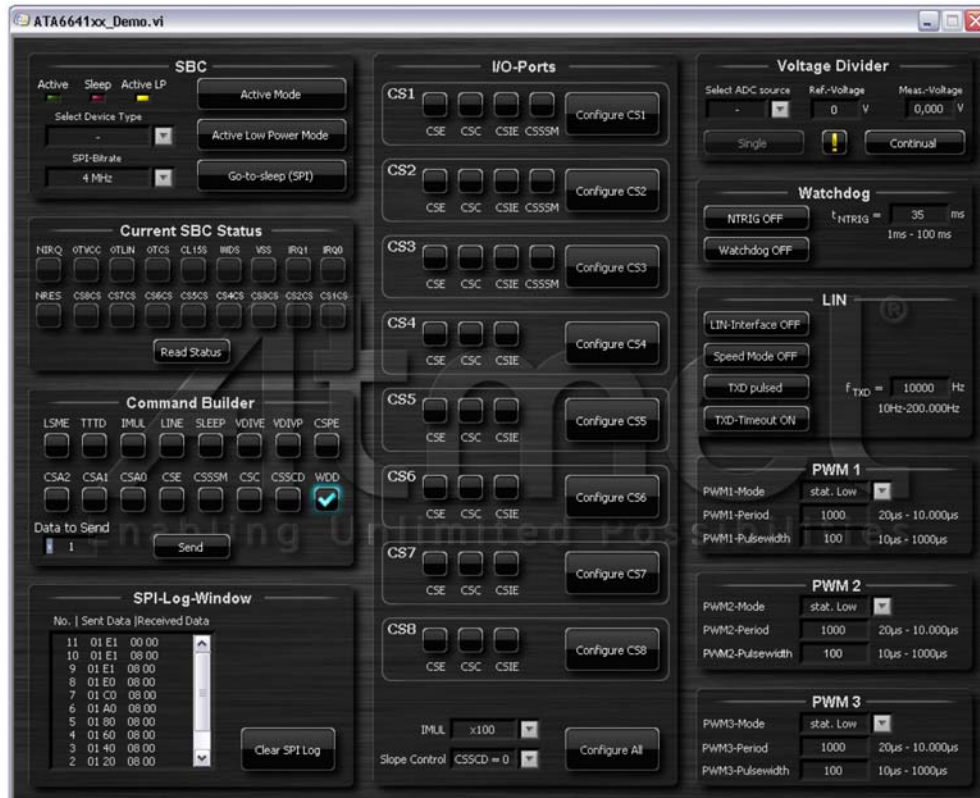 ATA6641xx_Demo.vi
SBC
Active Sleep Active LP
Active Mode
Select Device Type
-
Active Low Power Mode
SPI-Bitrate
4 MHz
Go-to-sleep (SPI)
Current SBC Status
NIRQ OTVCC OTLIN OTCS CL15S WDS VSS IRQ1 IRQ0
NRES CS8CS CS7CS CS6CS CS5CS CS4CS CS3CS CS2CS CS1CS
Read Status
Command Builder
LSME TTTD IMUL LINE SLEEP VDIVE VDIVP CSPE
CSA2 CSA1 CSA0 CSE CSSSM CSC CSSCD WDD
Data to Send
1
Send
SPI-Log-Window
No. | Sent Data |Received Data
11 01 E1 00 00
10 01 E1 08 00
9 01 E1 08 00
8 01 E0 08 00
7 01 C0 08 00
6 01 A0 08 00
5 01 80 08 00
4 01 60 08 00
3 01 40 08 00
2 01 20 08 00
Clear SPI Log
I/O-Ports
CS1
CSE CSC CSIE CSSSM
Configure CS1
CS2
CSE CSC CSIE CSSSM
Configure CS2
CS3
CSE CSC CSIE CSSSM
Configure CS3
CS4
CSE CSC CSIE
Configure CS4
CS5
CSE CSC CSIE
Configure CS5
CS6
CSE CSC CSIE
Configure CS6
CS7
CSE CSC CSIE
Configure CS7
CS8
CSE CSC CSIE
Configure CS8
IMUL x100
Slope Control CSSCD = 0
Configure All
Voltage Divider
Select ADC source Ref.-Voltage Meas.-Voltage
- 0 V 0,000 V
Single ! Continual
Watchdog
NTRIG OFF
tNTRIG = 35 ms
1ms - 100 ms
Watchdog OFF
LIN
LIN-Interface OFF
Speed Mode OFF
TXD pulsed
fTXD = 10000 Hz
10Hz-200.000Hz
TXD-Timeout ON
PWM 1
PWM1-Mode stat. Low
PWM1-Period 1000 20µs - 10.000µs
PWM1-Pulsewidth 100 10µs - 1000µs
PWM 2
PWM2-Mode stat. Low
PWM2-Period 1000 20µs - 10.000µs
PWM2-Pulsewidth 100 10µs - 1000µs
PWM 3
PWM3-Mode stat. Low
PWM3-Period 1000 20µs - 10.000µs
PWM3-Pulsewidth 100 10µs - 1000µs
Atmel ®
Enabling Unlimited Possibilities